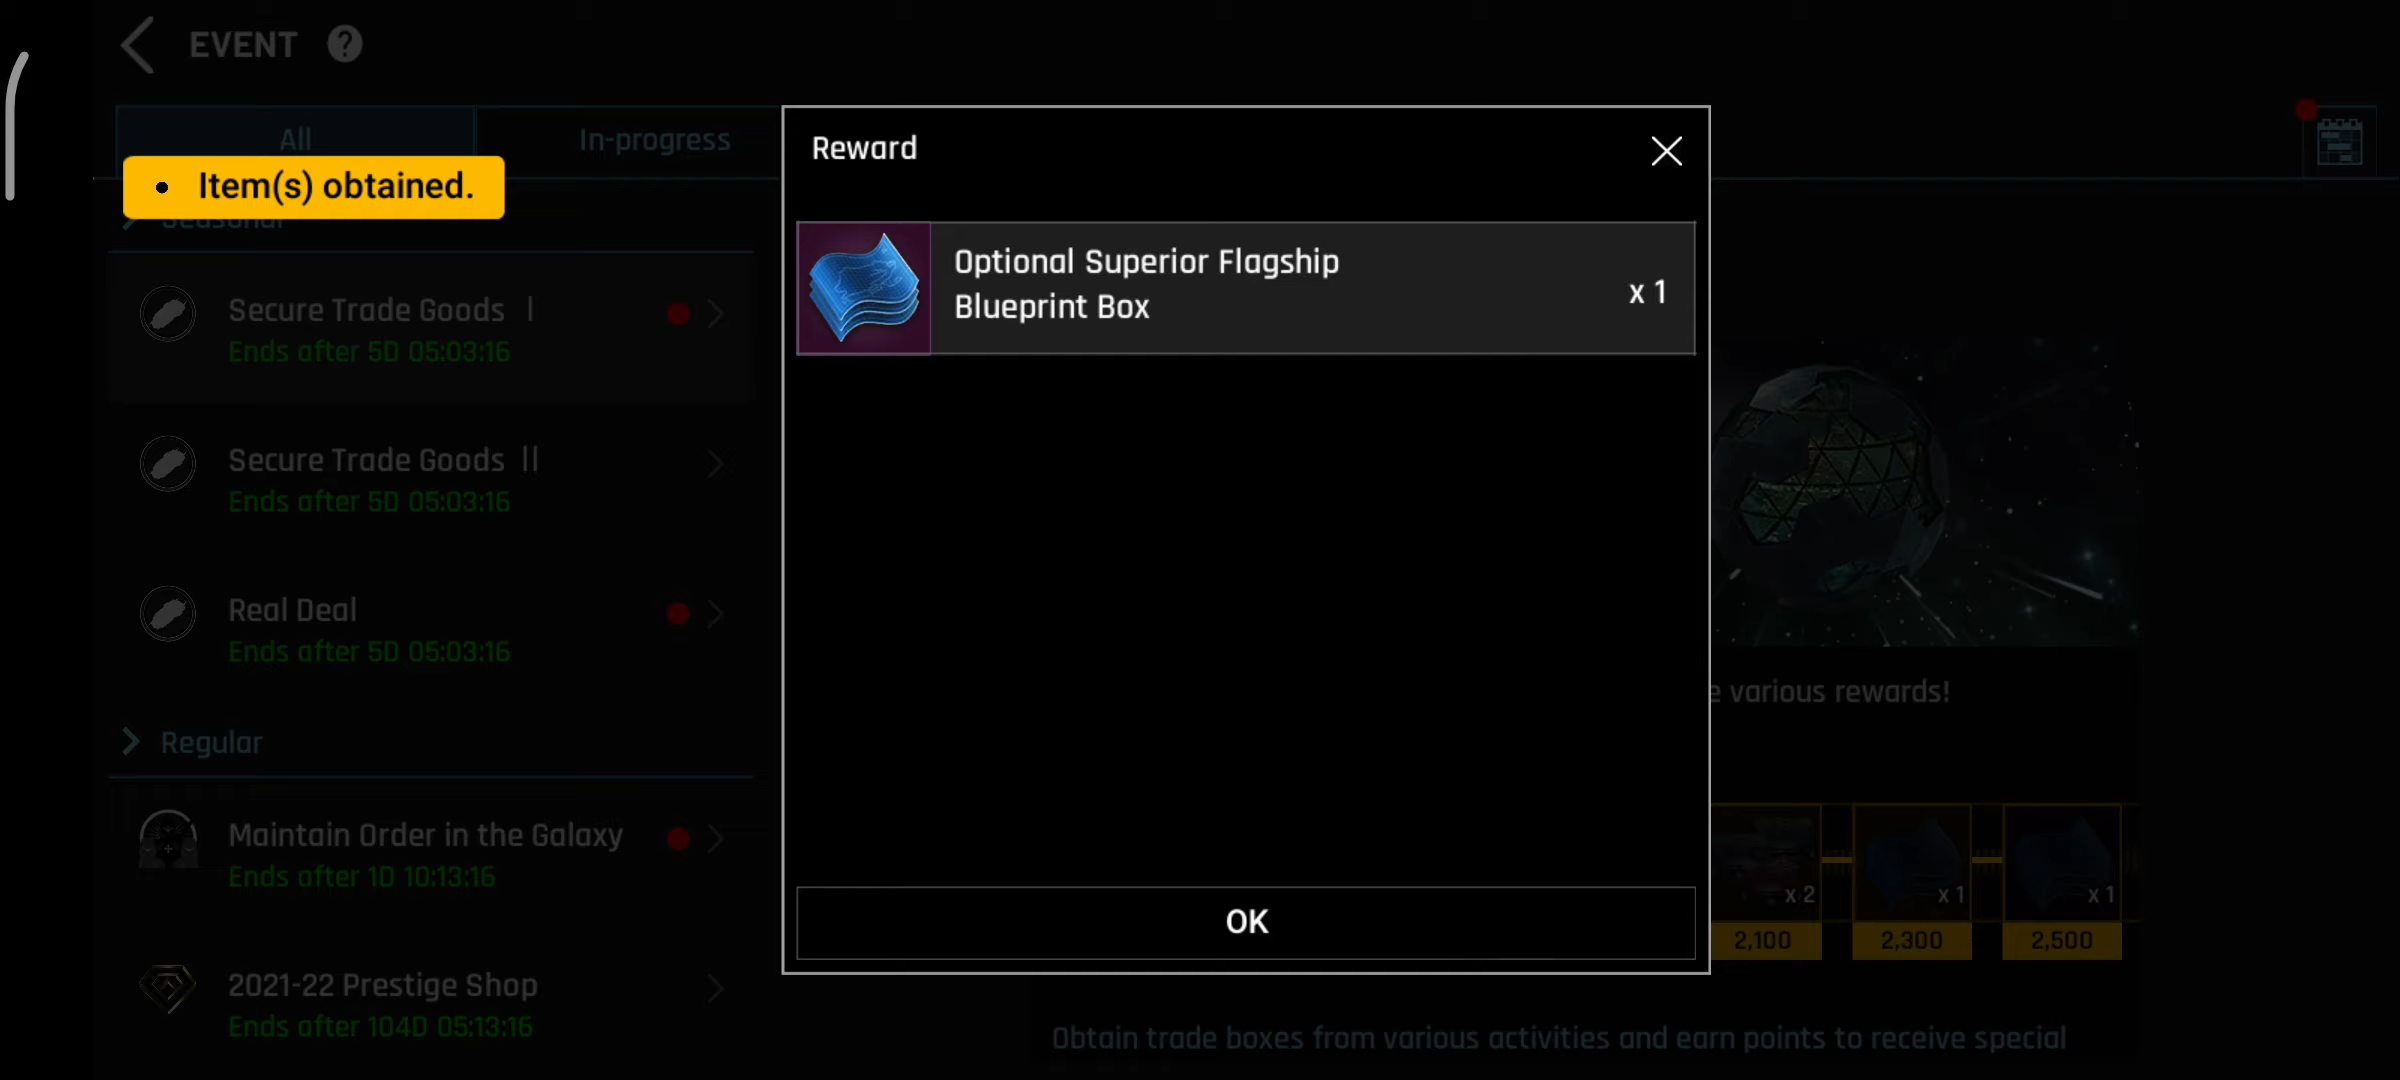 EVENT ?
All
In-progress
Item(s) obtained.
Seasonal
Secure Trade Goods I
Ends after 5D 05:03:16
Secure Trade Goods II
Ends after 5D 05:03:16
Real Deal
Ends after 5D 05:03:16
Regular
Maintain Order in the Galaxy
Ends after 1D 10:13:16
2021-22 Prestige Shop
Ends after 104D 05:13:16
Reward
Optional Superior Flagship
Blueprint Box
x 1
OK
various rewards!
x 2
x 1
x 1
2,100
2,300
2,500
Obtain trade boxes from various activities and earn points to receive special